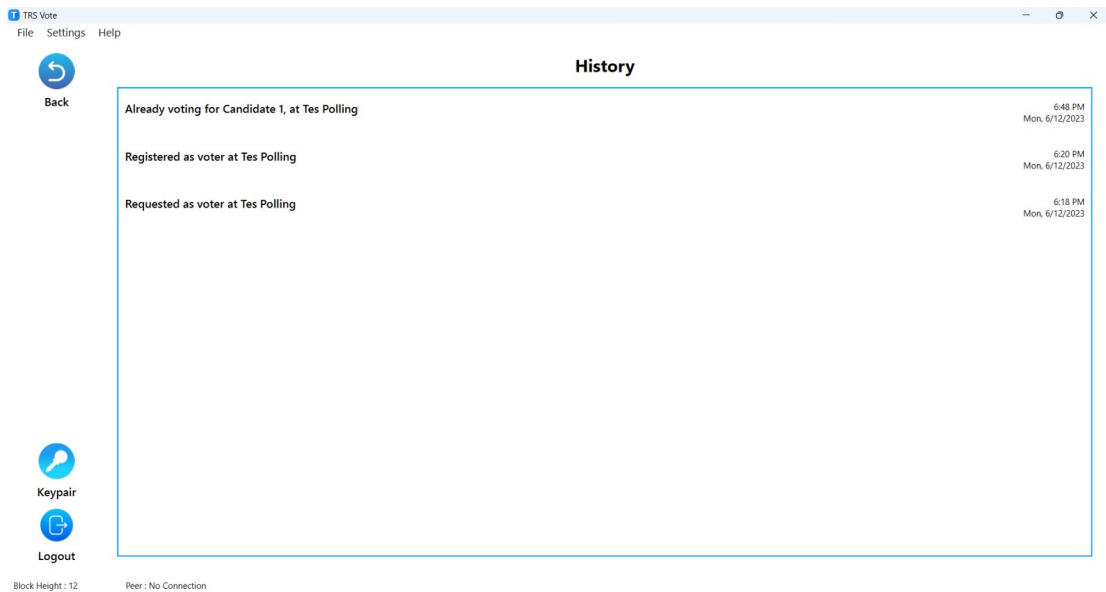 T TRS Vote
File Settings Help
History
Back
Already voting for Candidate 1, at Tes Polling
6:48 PM
Mon, 6/12/2023
Registered as voter at Tes Polling
6:20 PM
Mon, 6/12/2023
Requested as voter at Tes Polling
6:18 PM
Mon, 6/12/2023
Keypair
Logout
Block Height : 12
Peer : No Connection